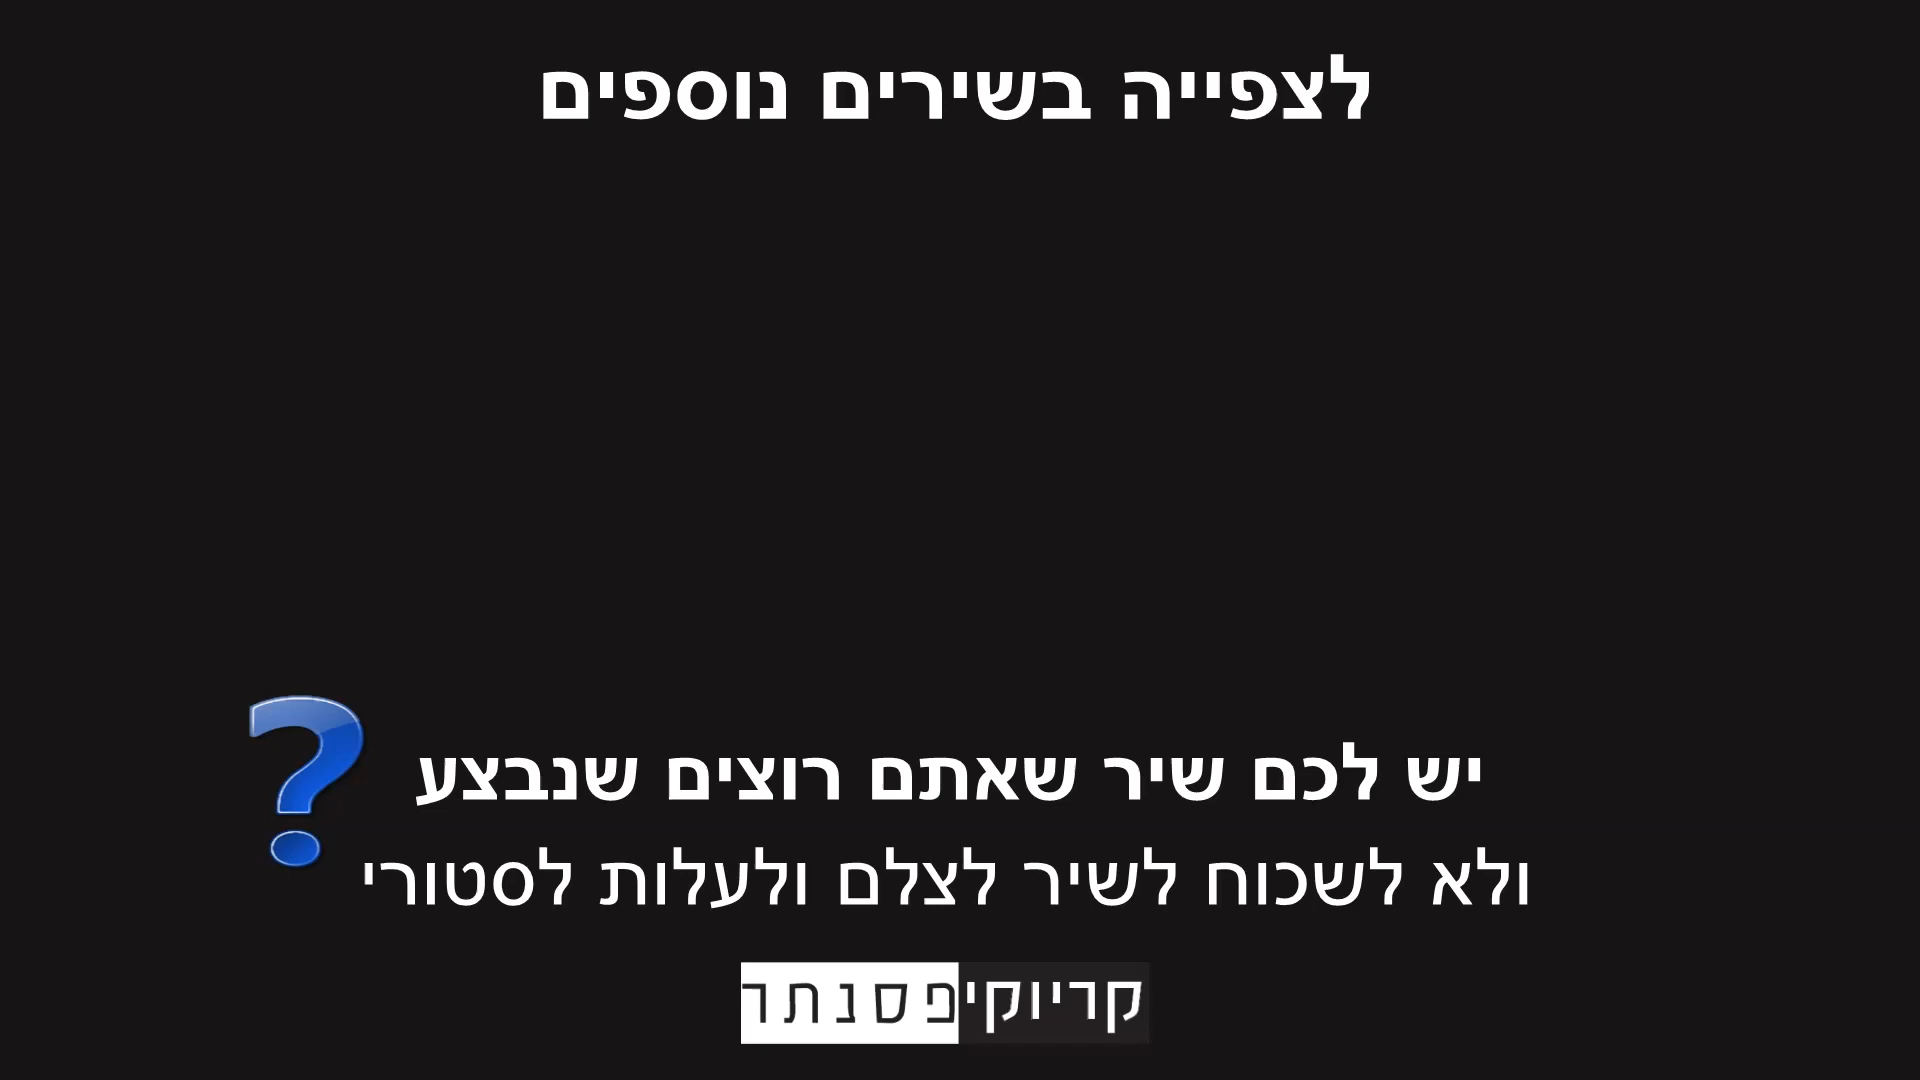 לצפייה בשירים נוספים
יש לכם שיר שאתם רוצים שנבצע?
ולא לשכוח לשיר לצלם ולעלות לסטורי
קריוקיפסנתר